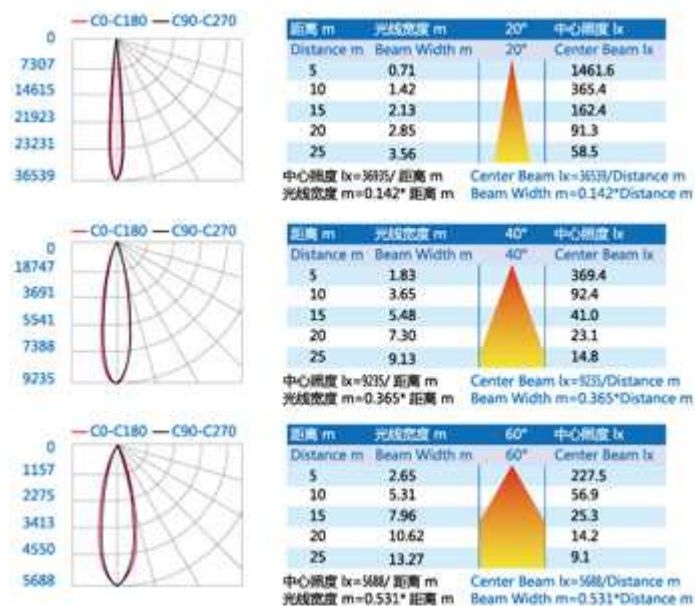 C0-C180 C90-C270
0
7307
14615
21923
23231
36539
距离 m 光线宽度 m 20° 中心照度 lx
Distance m Beam Width m 20° Center Beam lx
5 0.71 1461.6
10 1.42 365.4
15 2.13 162.4
20 2.85 91.3
25 3.56 58.5
中心照度 lx=36935/ 距离 m Center Beam lx=36539/Distance m
光线宽度 m=0.142* 距离 m Beam Width m=0.142*Distance m
C0-C180 C90-C270
0
18747
3691
5541
7388
9235
距离 m 光线宽度 m 40° 中心照度 lx
Distance m Beam Width m 40° Center Beam lx
5 1.83 369.4
10 3.65 92.4
15 5.48 41.0
20 7.30 23.1
25 9.13 14.8
中心照度 lx=9235/ 距离 m Center Beam lx=9235/Distance m
光线宽度 m=0.365* 距离 m Beam Width m=0.365*Distance m
C0-C180 C90-C270
0
1157
2275
3413
4550
5688
距离 m 光线宽度 m 60° 中心照度 lx
Distance m Beam Width m 60° Center Beam lx
5 2.65 227.5
10 5.31 56.9
15 7.96 25.3
20 10.62 14.2
25 13.27 9.1
中心照度 lx=5688/ 距离 m Center Beam lx=5688/Distance m
光线宽度 m=0.531* 距离 m Beam Width m=0.531*Distance m